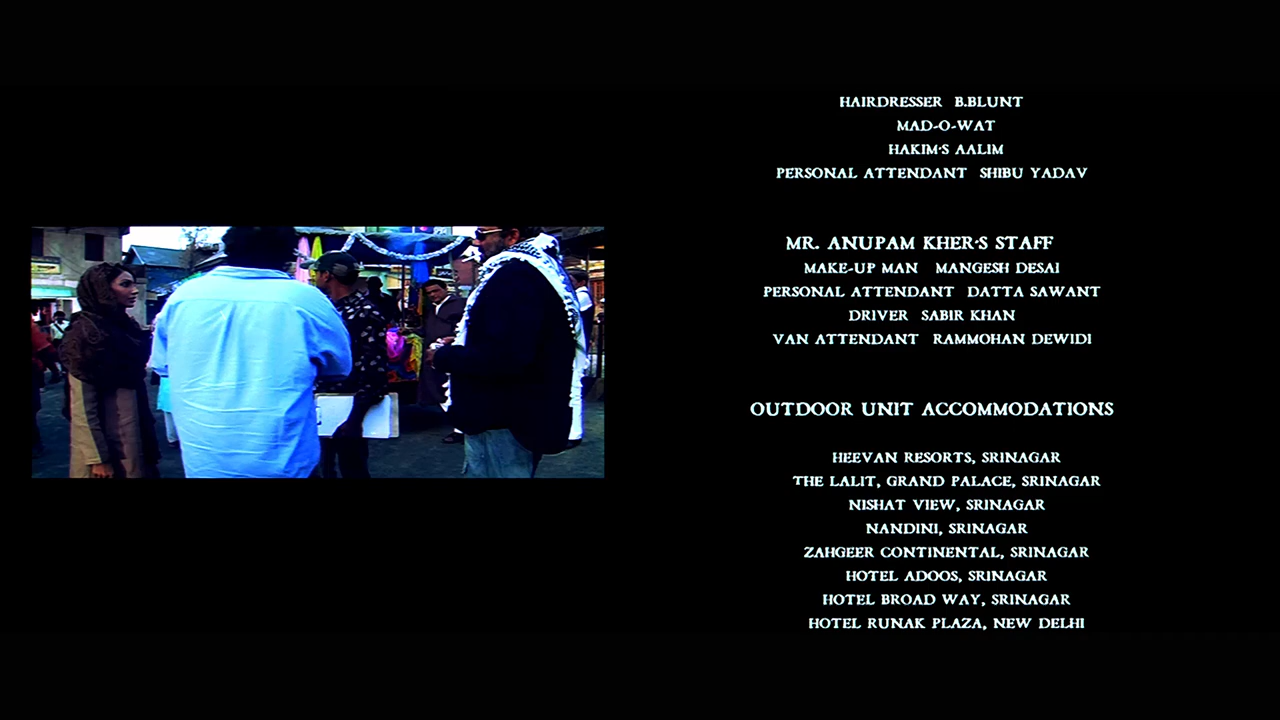 HAIRDRESSER B.BLUNT
MAD-O-WAT
HAKIM'S AALIM
PERSONAL ATTENDANT SHIBU YADAV
MR. ANUPAM KHER'S STAFF
MAKE-UP MAN MANGESH DESAI
PERSONAL ATTENDANT DATTA SAWANT
DRIVER SABIR KHAN
VAN ATTENDANT RAMMOHAN DEWIDI
OUTDOOR UNIT ACCOMMODATIONS
HEEVAN RESORTS, SRINAGAR
THE LALIT, GRAND PALACE, SRINAGAR
NISHAT VIEW, SRINAGAR
NANDINI, SRINAGAR
ZAHGEER CONTINENTAL, SRINAGAR
HOTEL ADOOS, SRINAGAR
HOTEL BROAD WAY, SRINAGAR
HOTEL RUNAK PLAZA, NEW DELHI